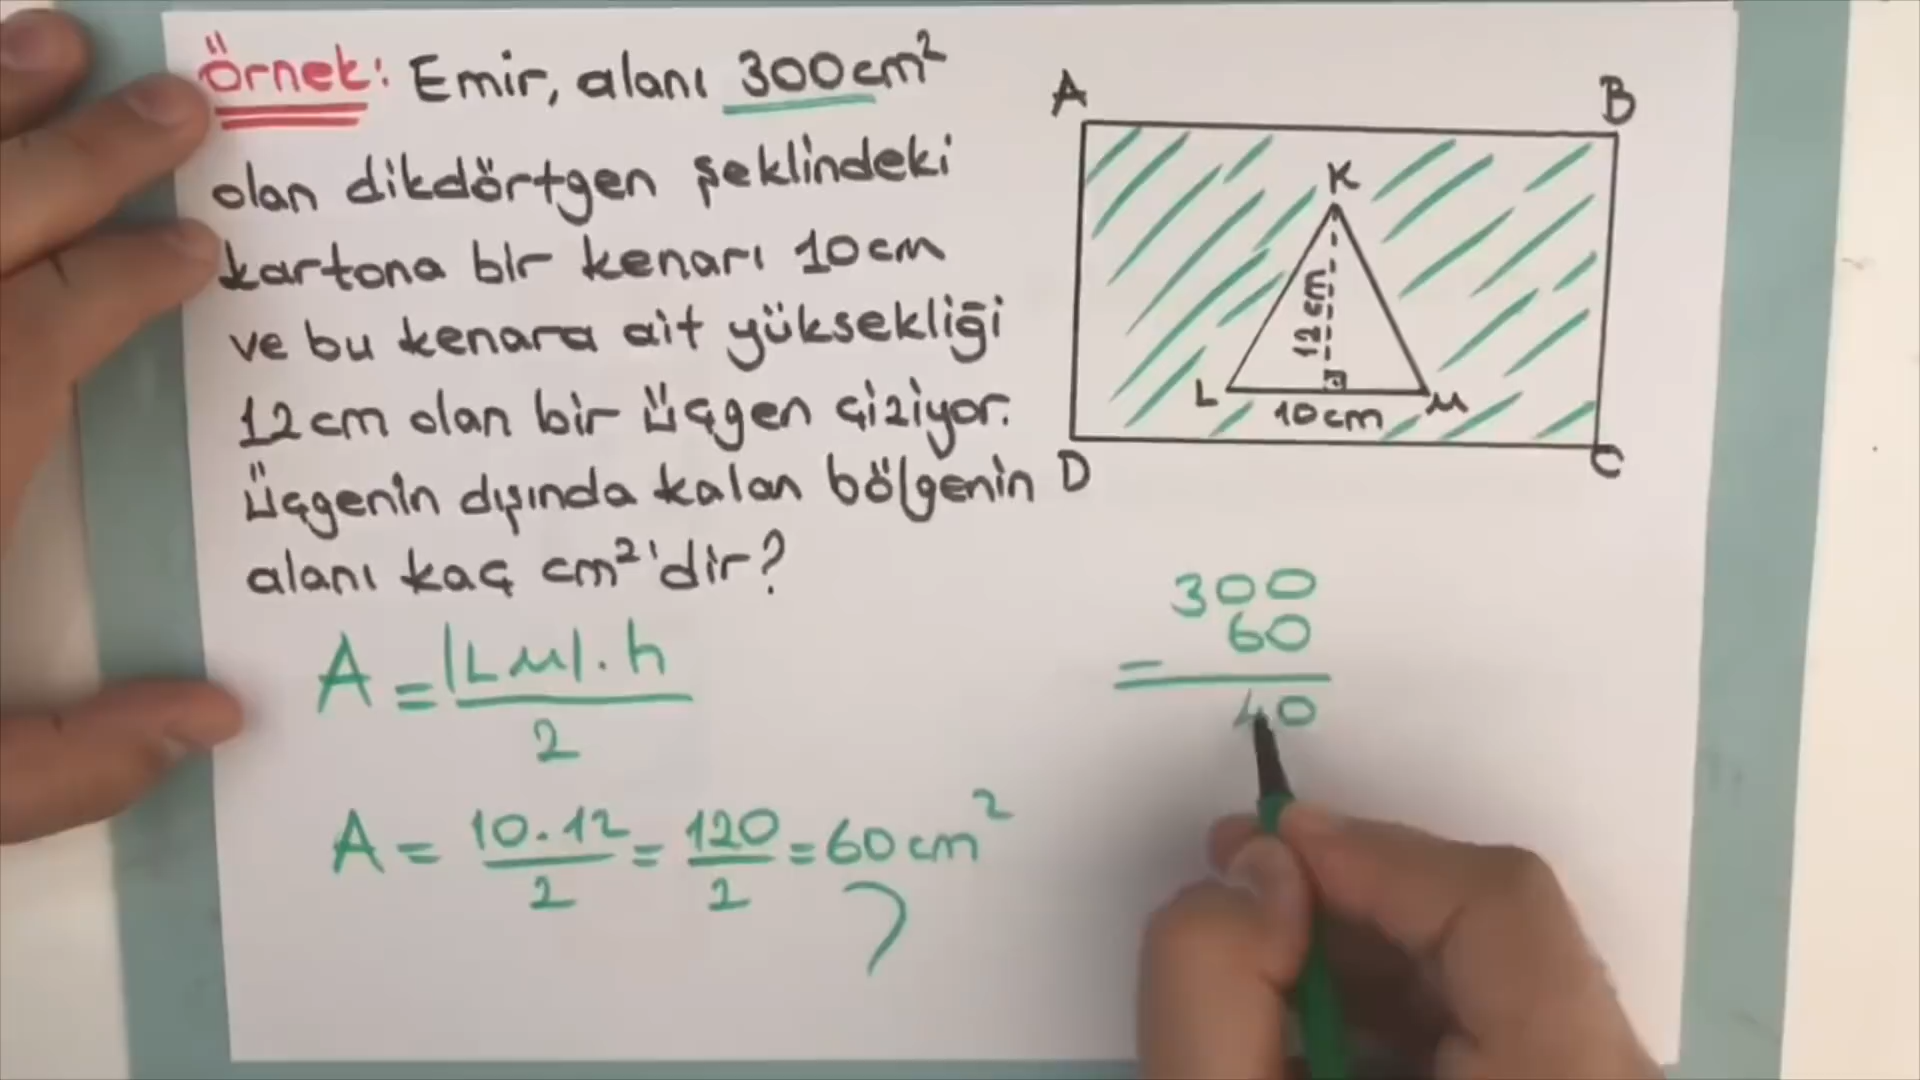 Örnek: Emir, alanı 300cm²
olan dikdörtgen şeklindeki
kartona bir kenarı 10cm
ve bu kenara ait yüksekliği
12cm olan bir üçgen çiziyor.
Üçgenin dışında kalan bölgenin
alanı kaç cm²'dir?
A = |LM| . h
2
A = 10.12 = 120 = 60cm²
2 2
A B
K
12cm
L M
10cm
D C
300
60
=
40